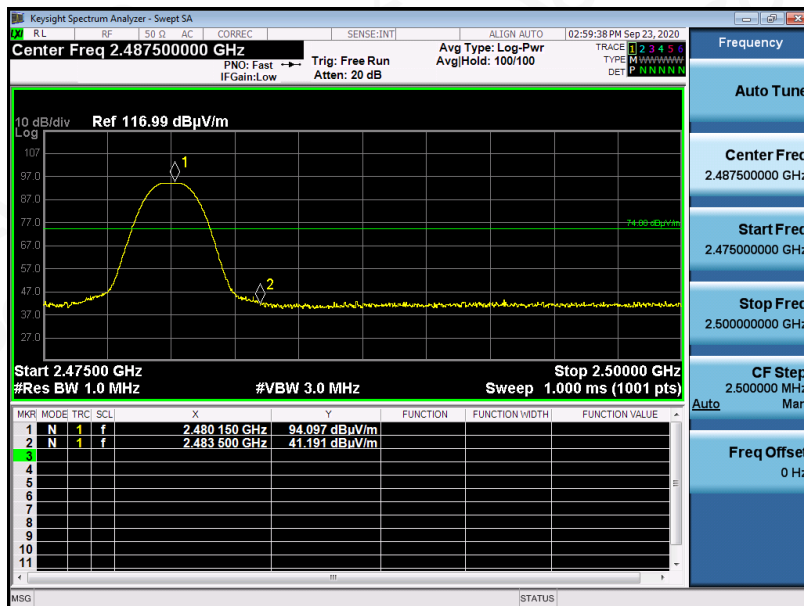 Keysight Spectrum Analyzer - Swept SA
LXI RL RF 50 Ω AC CORREC SENSE:INT ALIGN AUTO 02:59:38 PM Sep 23, 2020
Center Freq 2.487500000 GHz
PNO: Fast
IFGain:Low
Trig: Free Run
Atten: 20 dB
Avg Type: Log-Pwr
Avg|Hold: 100/100
TRACE 1 2 3 4 5 6
TYPE M WWWWW
DET P N N N N N
10 dB/div Ref 116.99 dBµV/m
Log
107
97.0
87.0
77.0
67.0
57.0
47.0
37.0
27.0
1
2
74.00 dBµV/m
Start 2.47500 GHz Stop 2.50000 GHz
#Res BW 1.0 MHz #VBW 3.0 MHz Sweep 1.000 ms (1001 pts)
MKR MODE TRC SCL X Y FUNCTION FUNCTION WIDTH FUNCTION VALUE
1 N 1 f 2.480 150 GHz 94.097 dBµV/m
2 N 1 f 2.483 500 GHz 41.191 dBµV/m
3
4
5
6
7
8
9
10
11
MSG STATUS
Frequency
Auto Tune
Center Freq
2.487500000 GHz
Start Freq
2.475000000 GHz
Stop Freq
2.500000000 GHz
CF Step
2.500000 MHz
Auto Man
Freq Offset
0 Hz